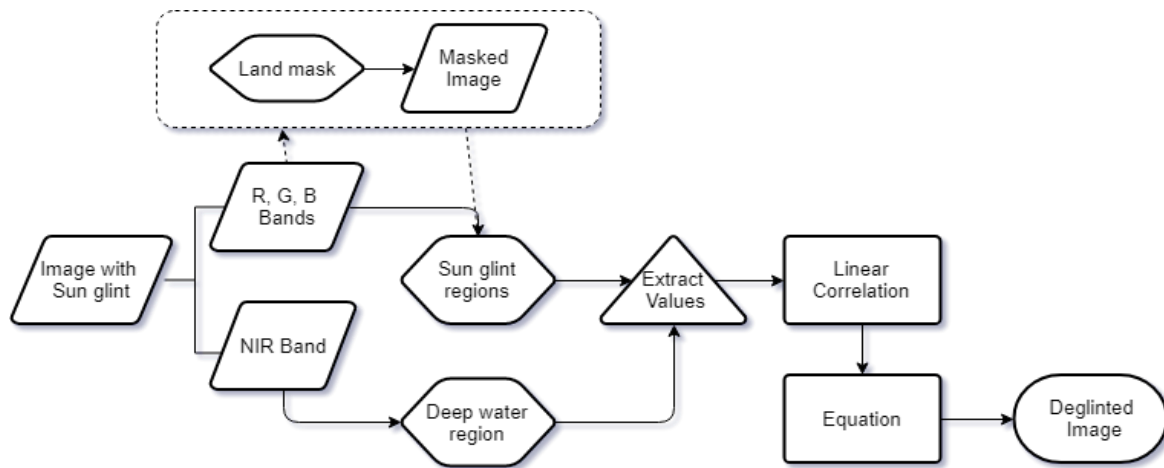 Land mask
Masked
Image
R, G, B
Bands
Image with
Sun glint
Sun glint
regions
Extract
Values
Linear
Correlation
NIR Band
Deep water
region
Equation
Deglinted
Image